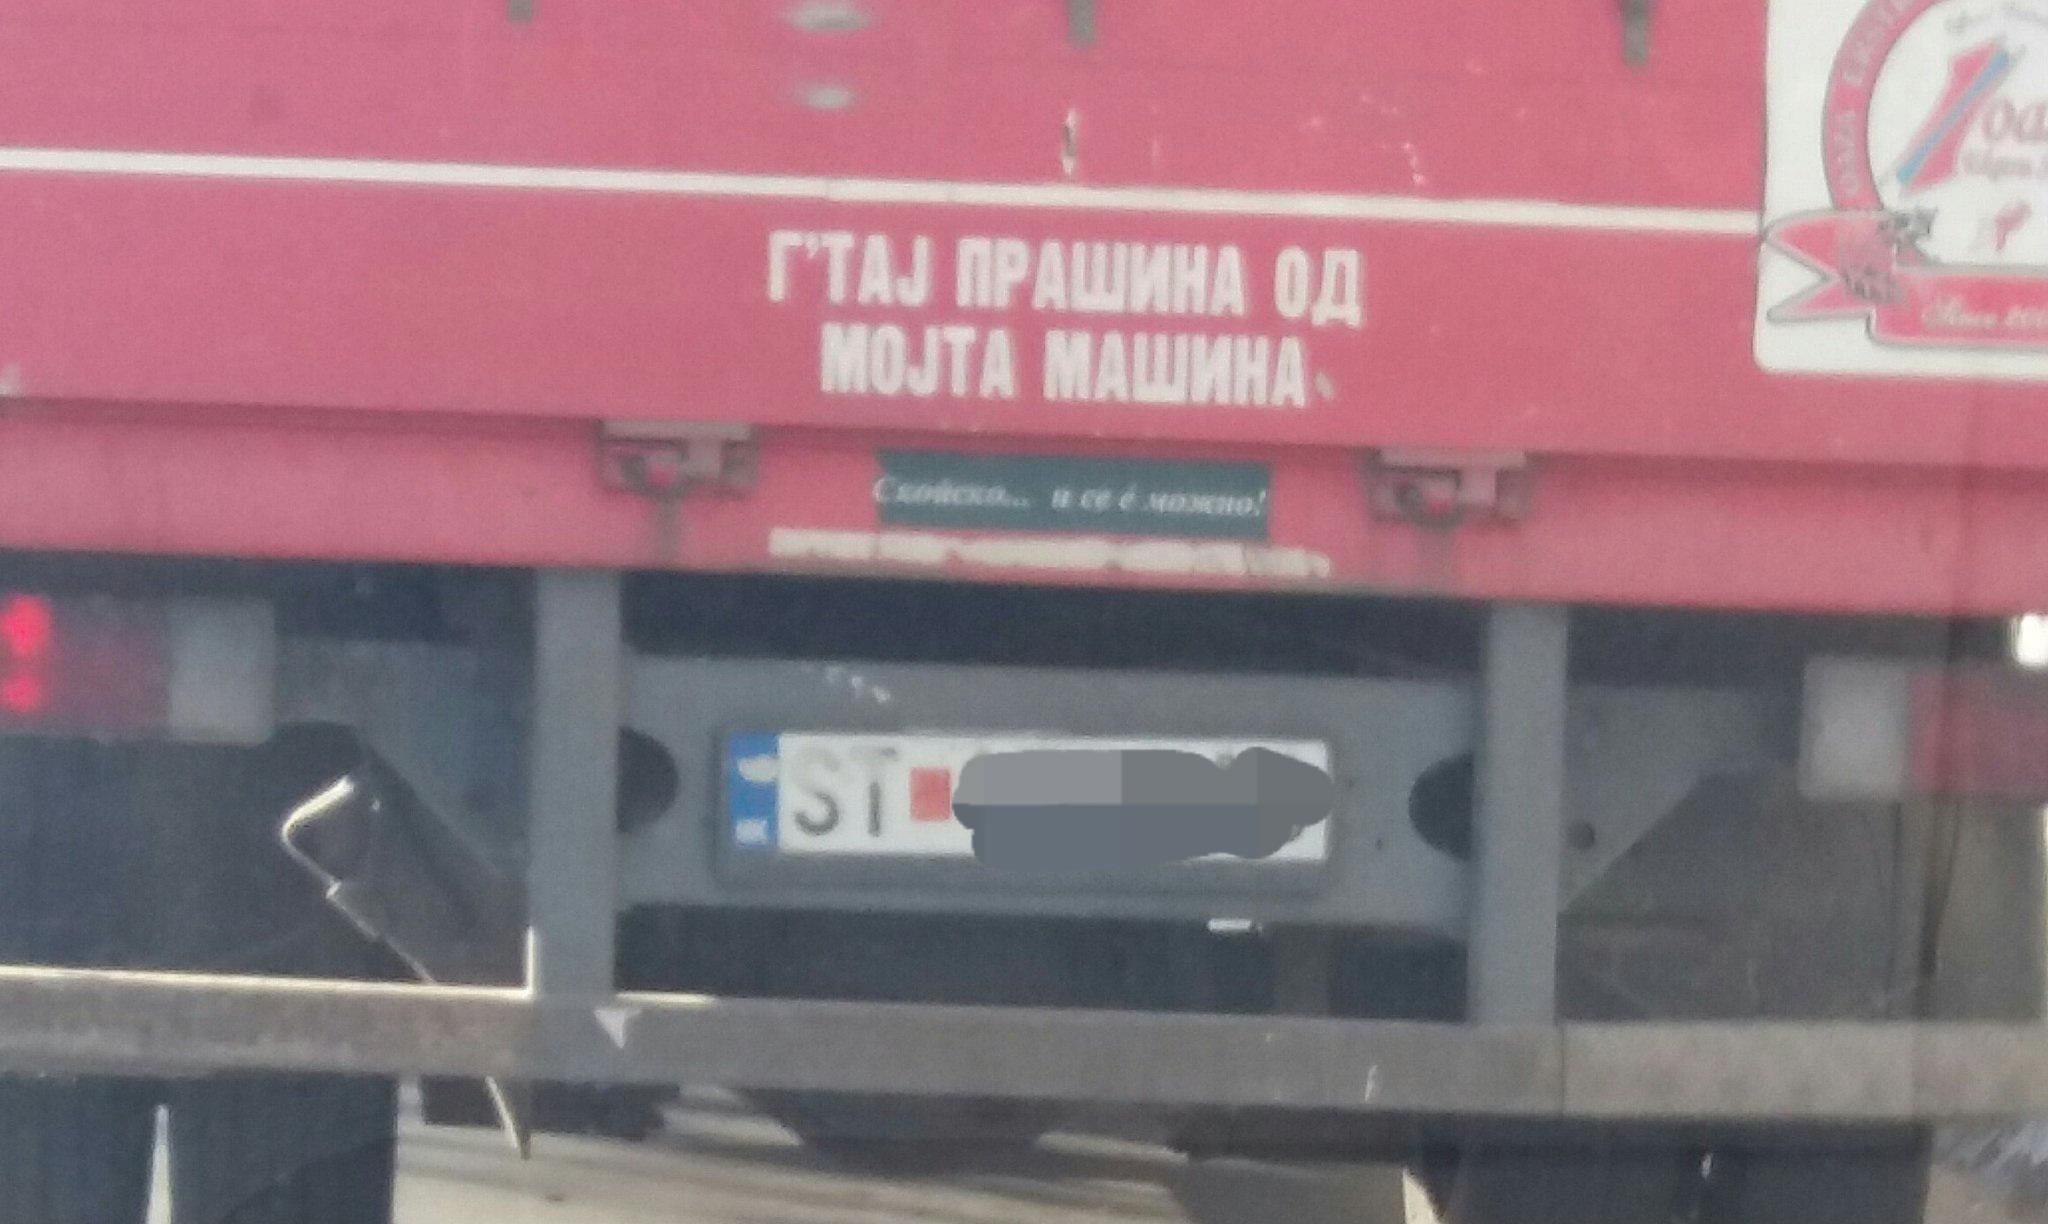 Г'ТАЈ ПРАШИНА ОД
МОЈТА МАШИНА
Скопско... и се е можно!
ST